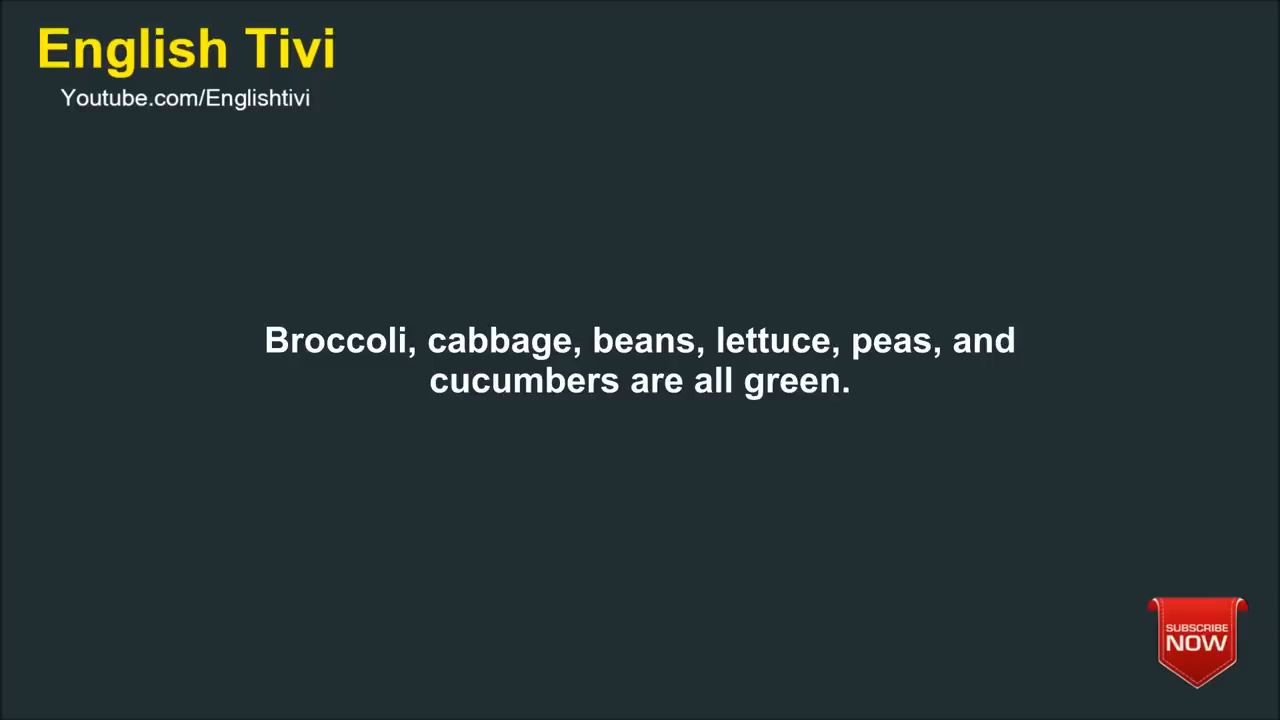 English Tivi
Youtube.com/Englishtivi
Broccoli, cabbage, beans, lettuce, peas, and
cucumbers are all green.
SUBSCRIBE
NOW